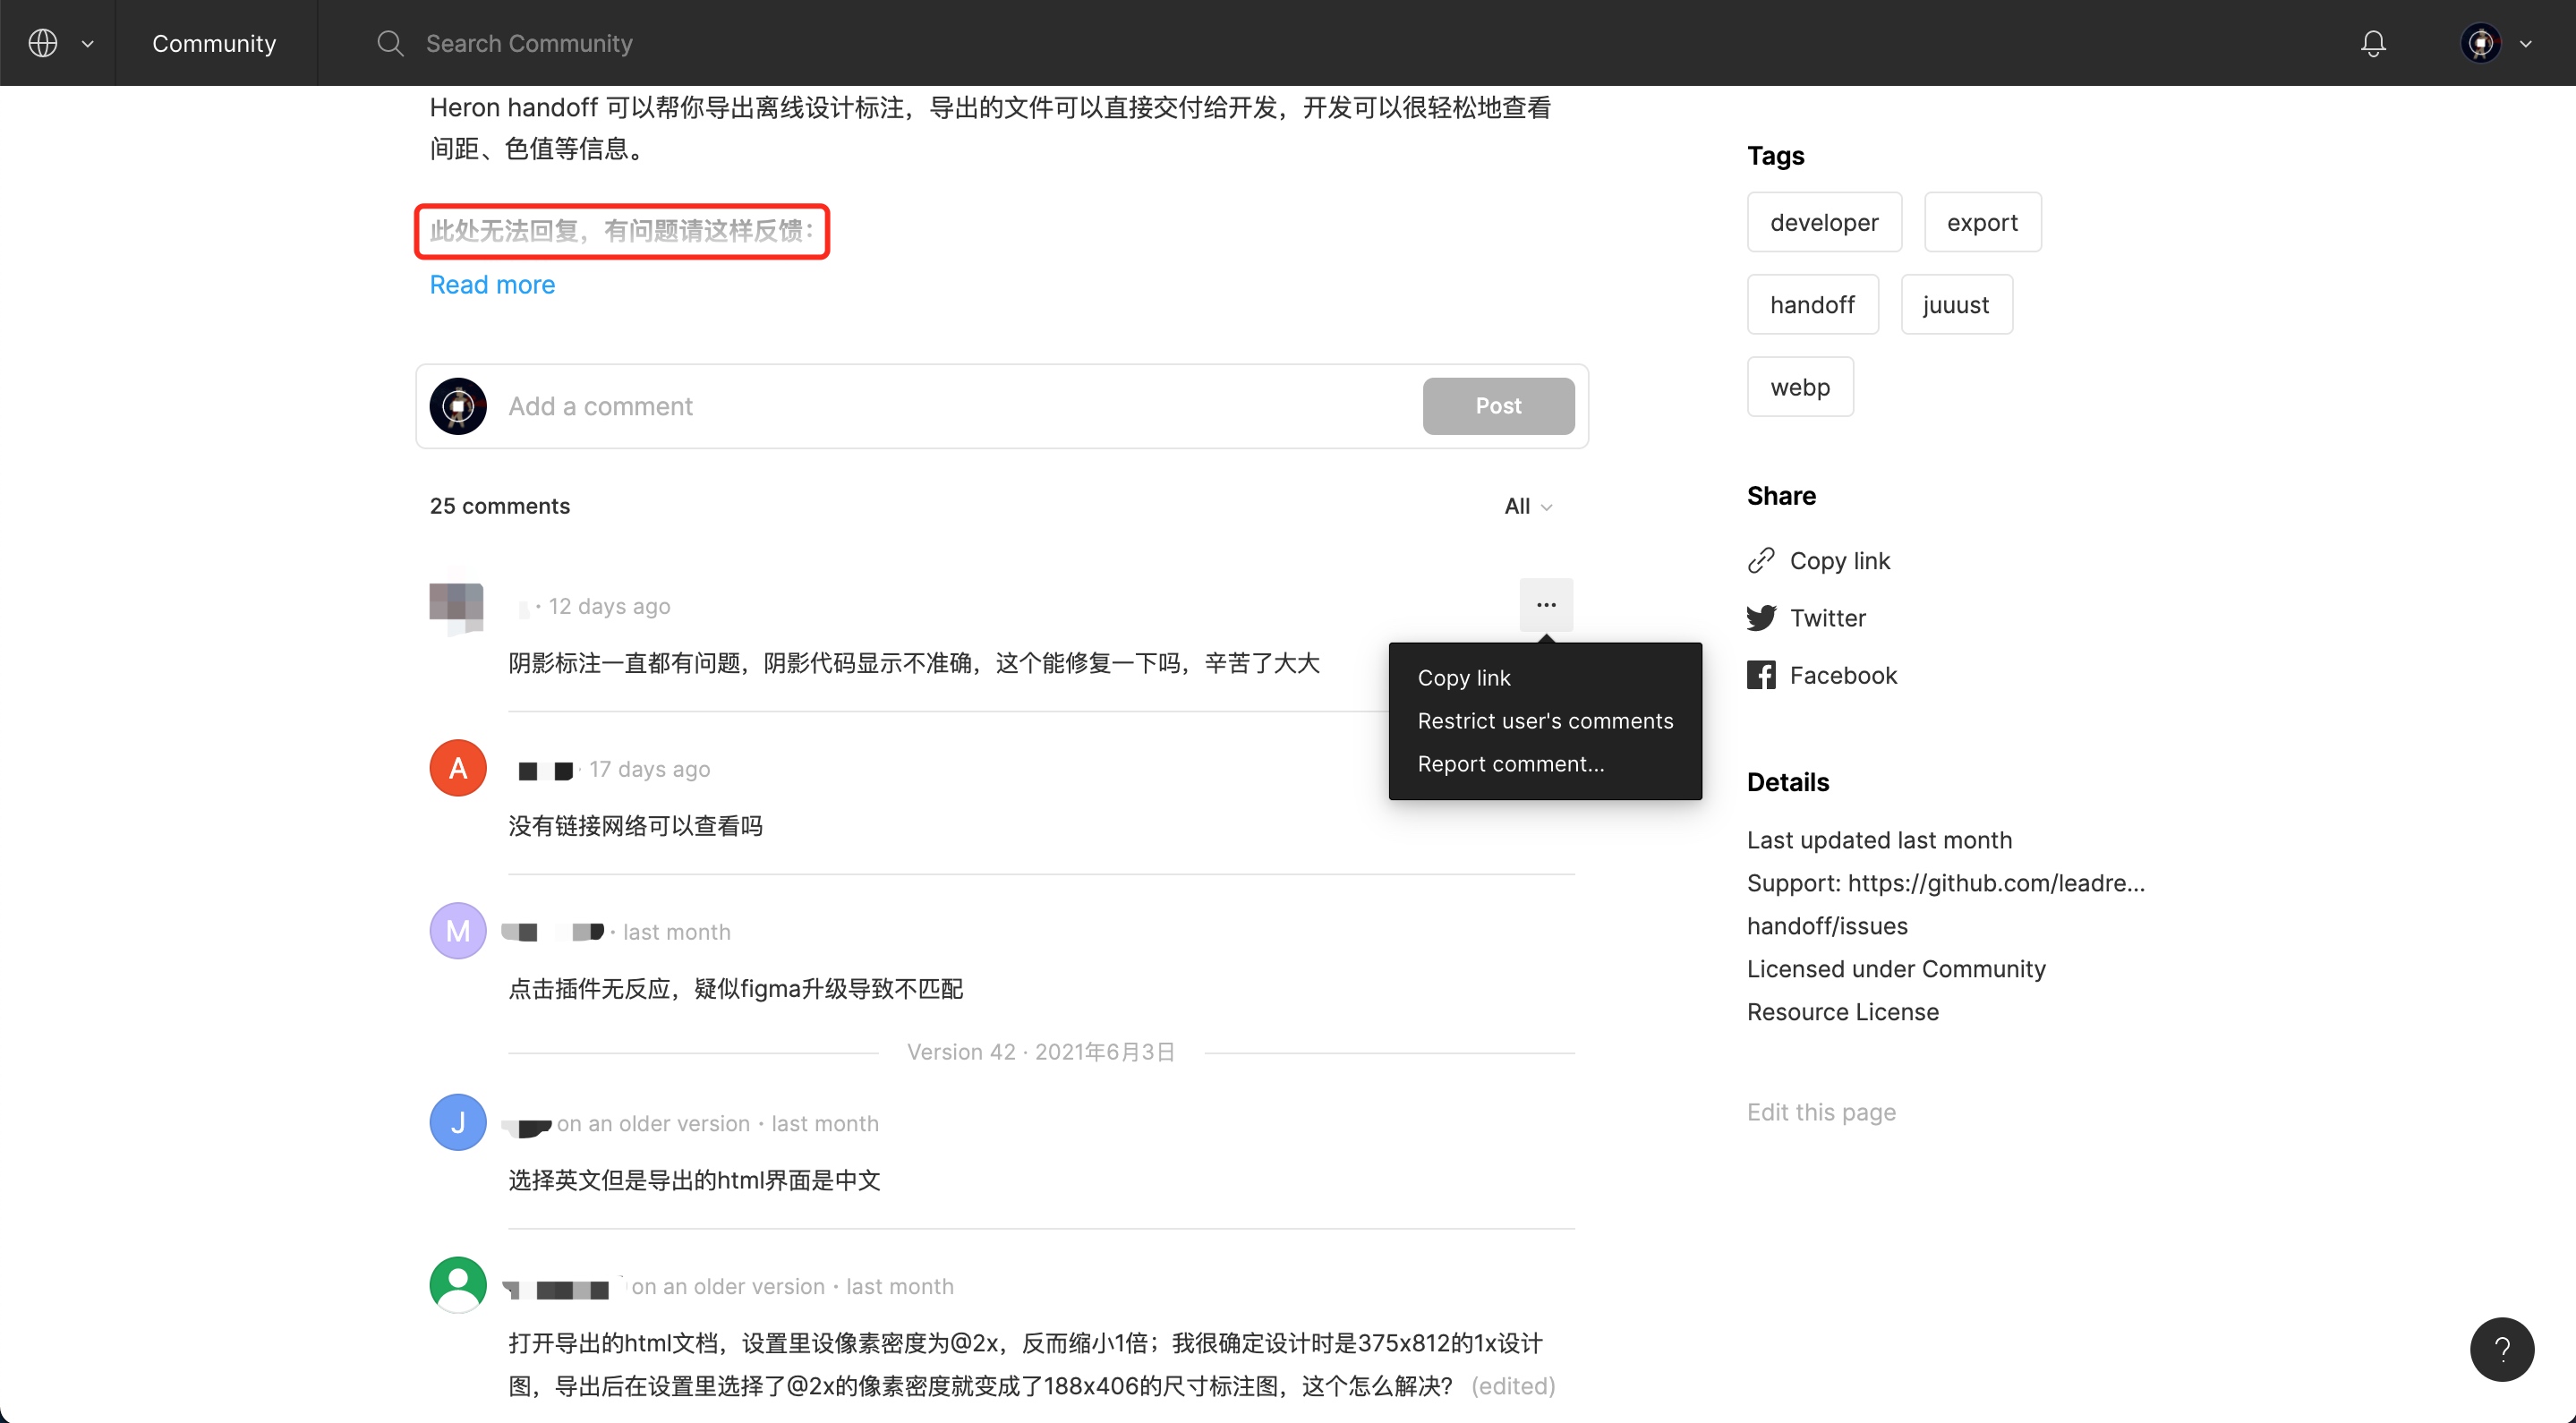 Community
Search Community
Heron handoff 可以帮你导出离线设计标注，导出的文件可以直接交付给开发，开发可以很轻松地查看
间距、色值等信息。
此处无法回复，有问题请这样反馈：
Read more
Add a comment
Post
25 comments
All
· 12 days ago
阴影标注一直都有问题，阴影代码显示不准确，这个能修复一下吗，辛苦了大大
Copy link
Restrict user's comments
Report comment...
A
· 17 days ago
没有链接网络可以查看吗
M
· last month
点击插件无反应，疑似figma升级导致不匹配
Version 42 · 2021年6月3日
J
on an older version · last month
选择英文但是导出的html界面是中文
on an older version · last month
打开导出的html文档，设置里设像素密度为@2x，反而缩小1倍；我很确定设计时是375x812的1x设计
图，导出后在设置里选择了@2x的像素密度就变成了188x406的尺寸标注图，这个怎么解决？ (edited)
Tags
developer
export
handoff
juuust
webp
Share
Copy link
Twitter
Facebook
Details
Last updated last month
Support: https://github.com/leadre...
handoff/issues
Licensed under Community
Resource License
Edit this page
?